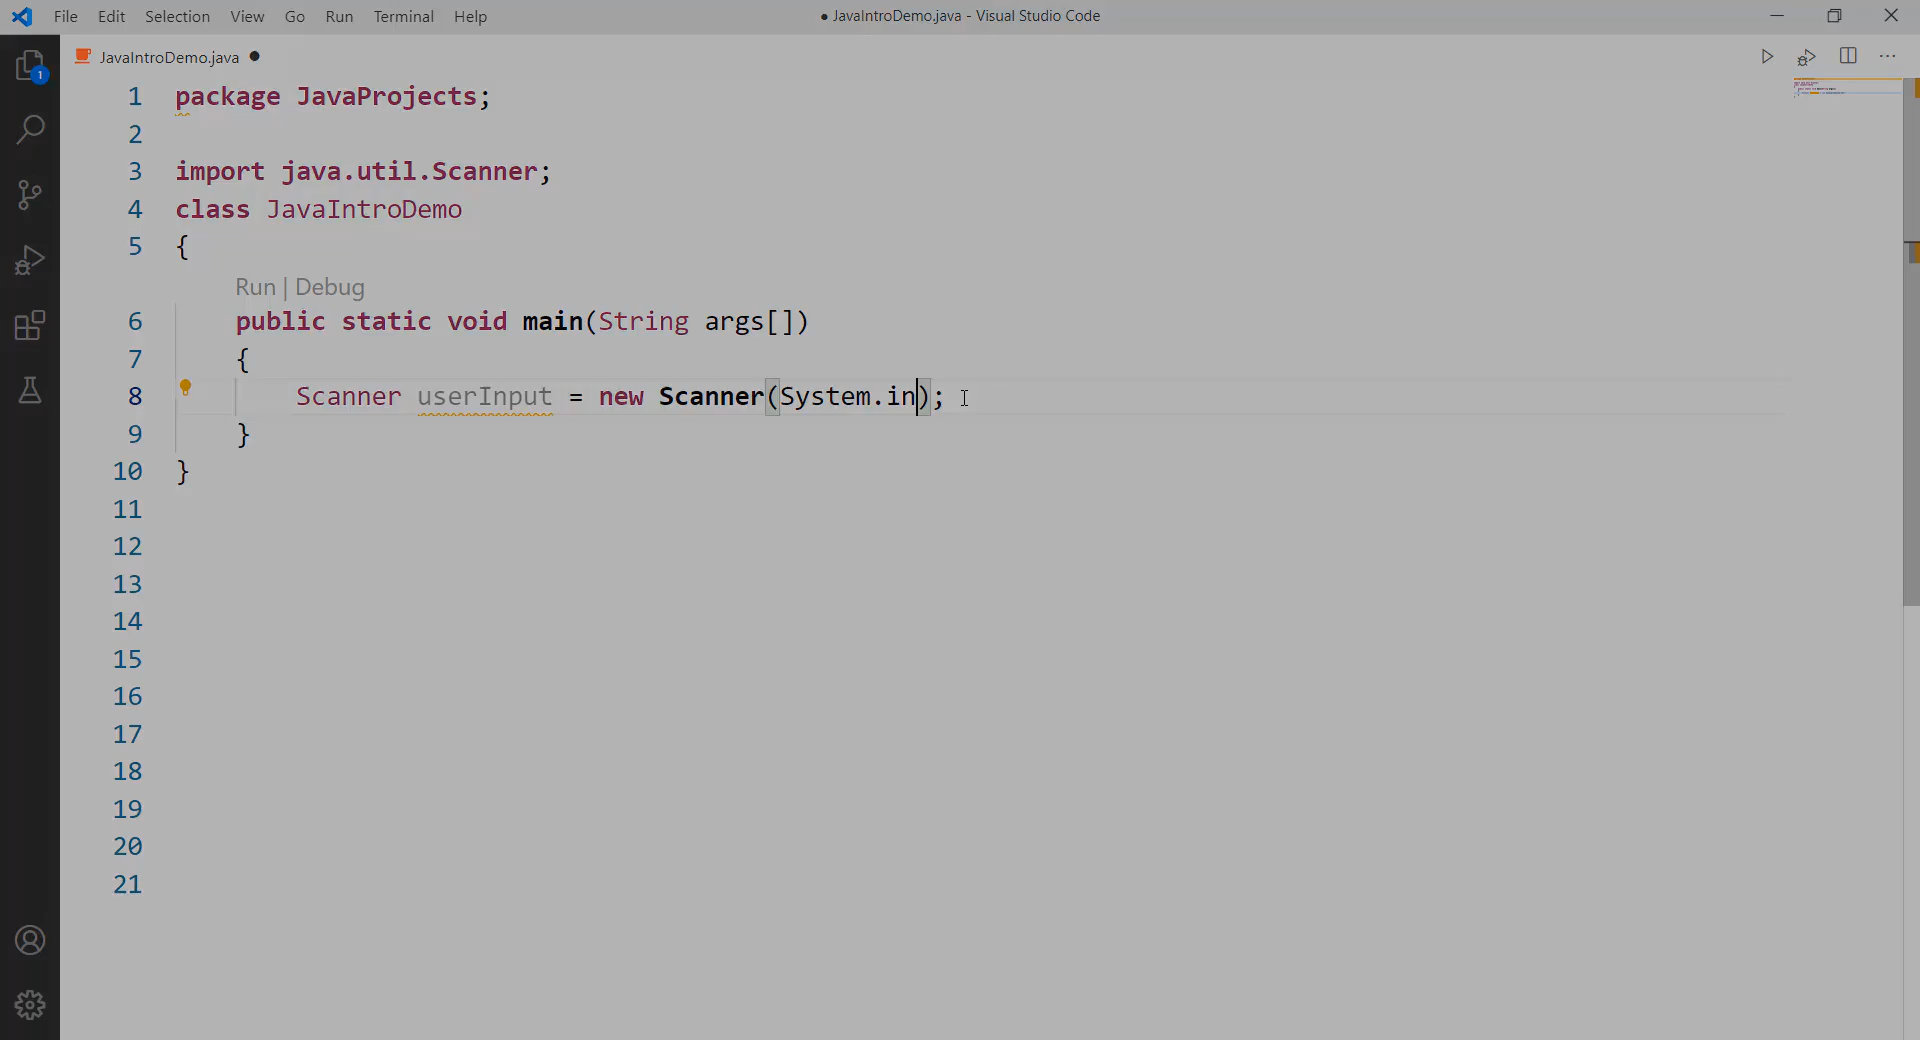 File Edit Selection View Go Run Terminal Help
● JavaIntroDemo.java - Visual Studio Code
1
JavaIntroDemo.java ●
1 package JavaProjects;
2
3 import java.util.Scanner;
4 class JavaIntroDemo
5 {
Run | Debug
6 public static void main(String args[])
7 {
8 Scanner userInput = new Scanner(System.in);
9 }
10 }
11
12
13
14
15
16
17
18
19
20
21